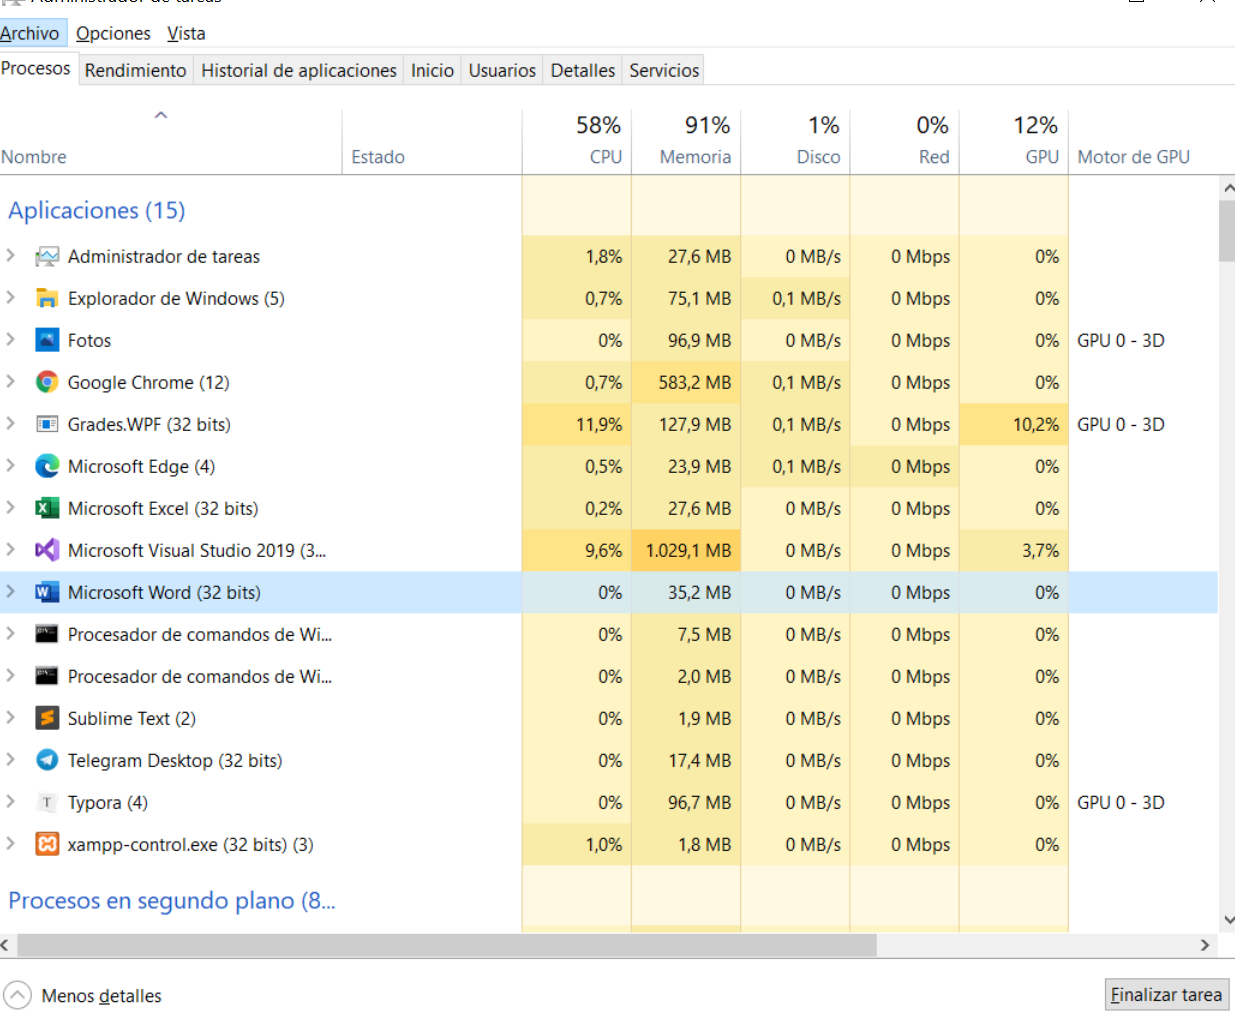 Administrador de tareas
Archivo Opciones Vista
Procesos Rendimiento Historial de aplicaciones Inicio Usuarios Detalles Servicios
58% 91% 1% 0% 12%
Nombre Estado CPU Memoria Disco Red GPU Motor de GPU
Aplicaciones (15)
Administrador de tareas 1,8% 27,6 MB 0 MB/s 0 Mbps 0%
Explorador de Windows (5) 0,7% 75,1 MB 0,1 MB/s 0 Mbps 0%
Fotos 0% 96,9 MB 0 MB/s 0 Mbps 0% GPU 0 - 3D
Google Chrome (12) 0,7% 583,2 MB 0,1 MB/s 0 Mbps 0%
Grades.WPF (32 bits) 11,9% 127,9 MB 0,1 MB/s 0 Mbps 10,2% GPU 0 - 3D
Microsoft Edge (4) 0,5% 23,9 MB 0,1 MB/s 0 Mbps 0%
Microsoft Excel (32 bits) 0,2% 27,6 MB 0 MB/s 0 Mbps 0%
Microsoft Visual Studio 2019 (3... 9,6% 1.029,1 MB 0 MB/s 0 Mbps 3,7%
Microsoft Word (32 bits) 0% 35,2 MB 0 MB/s 0 Mbps 0%
Procesador de comandos de Wi... 0% 7,5 MB 0 MB/s 0 Mbps 0%
Procesador de comandos de Wi... 0% 2,0 MB 0 MB/s 0 Mbps 0%
Sublime Text (2) 0% 1,9 MB 0 MB/s 0 Mbps 0%
Telegram Desktop (32 bits) 0% 17,4 MB 0 MB/s 0 Mbps 0%
Typora (4) 0% 96,7 MB 0 MB/s 0 Mbps 0% GPU 0 - 3D
xampp-control.exe (32 bits) (3) 1,0% 1,8 MB 0 MB/s 0 Mbps 0%
Procesos en segundo plano (8...
Menos detalles Finalizar tarea